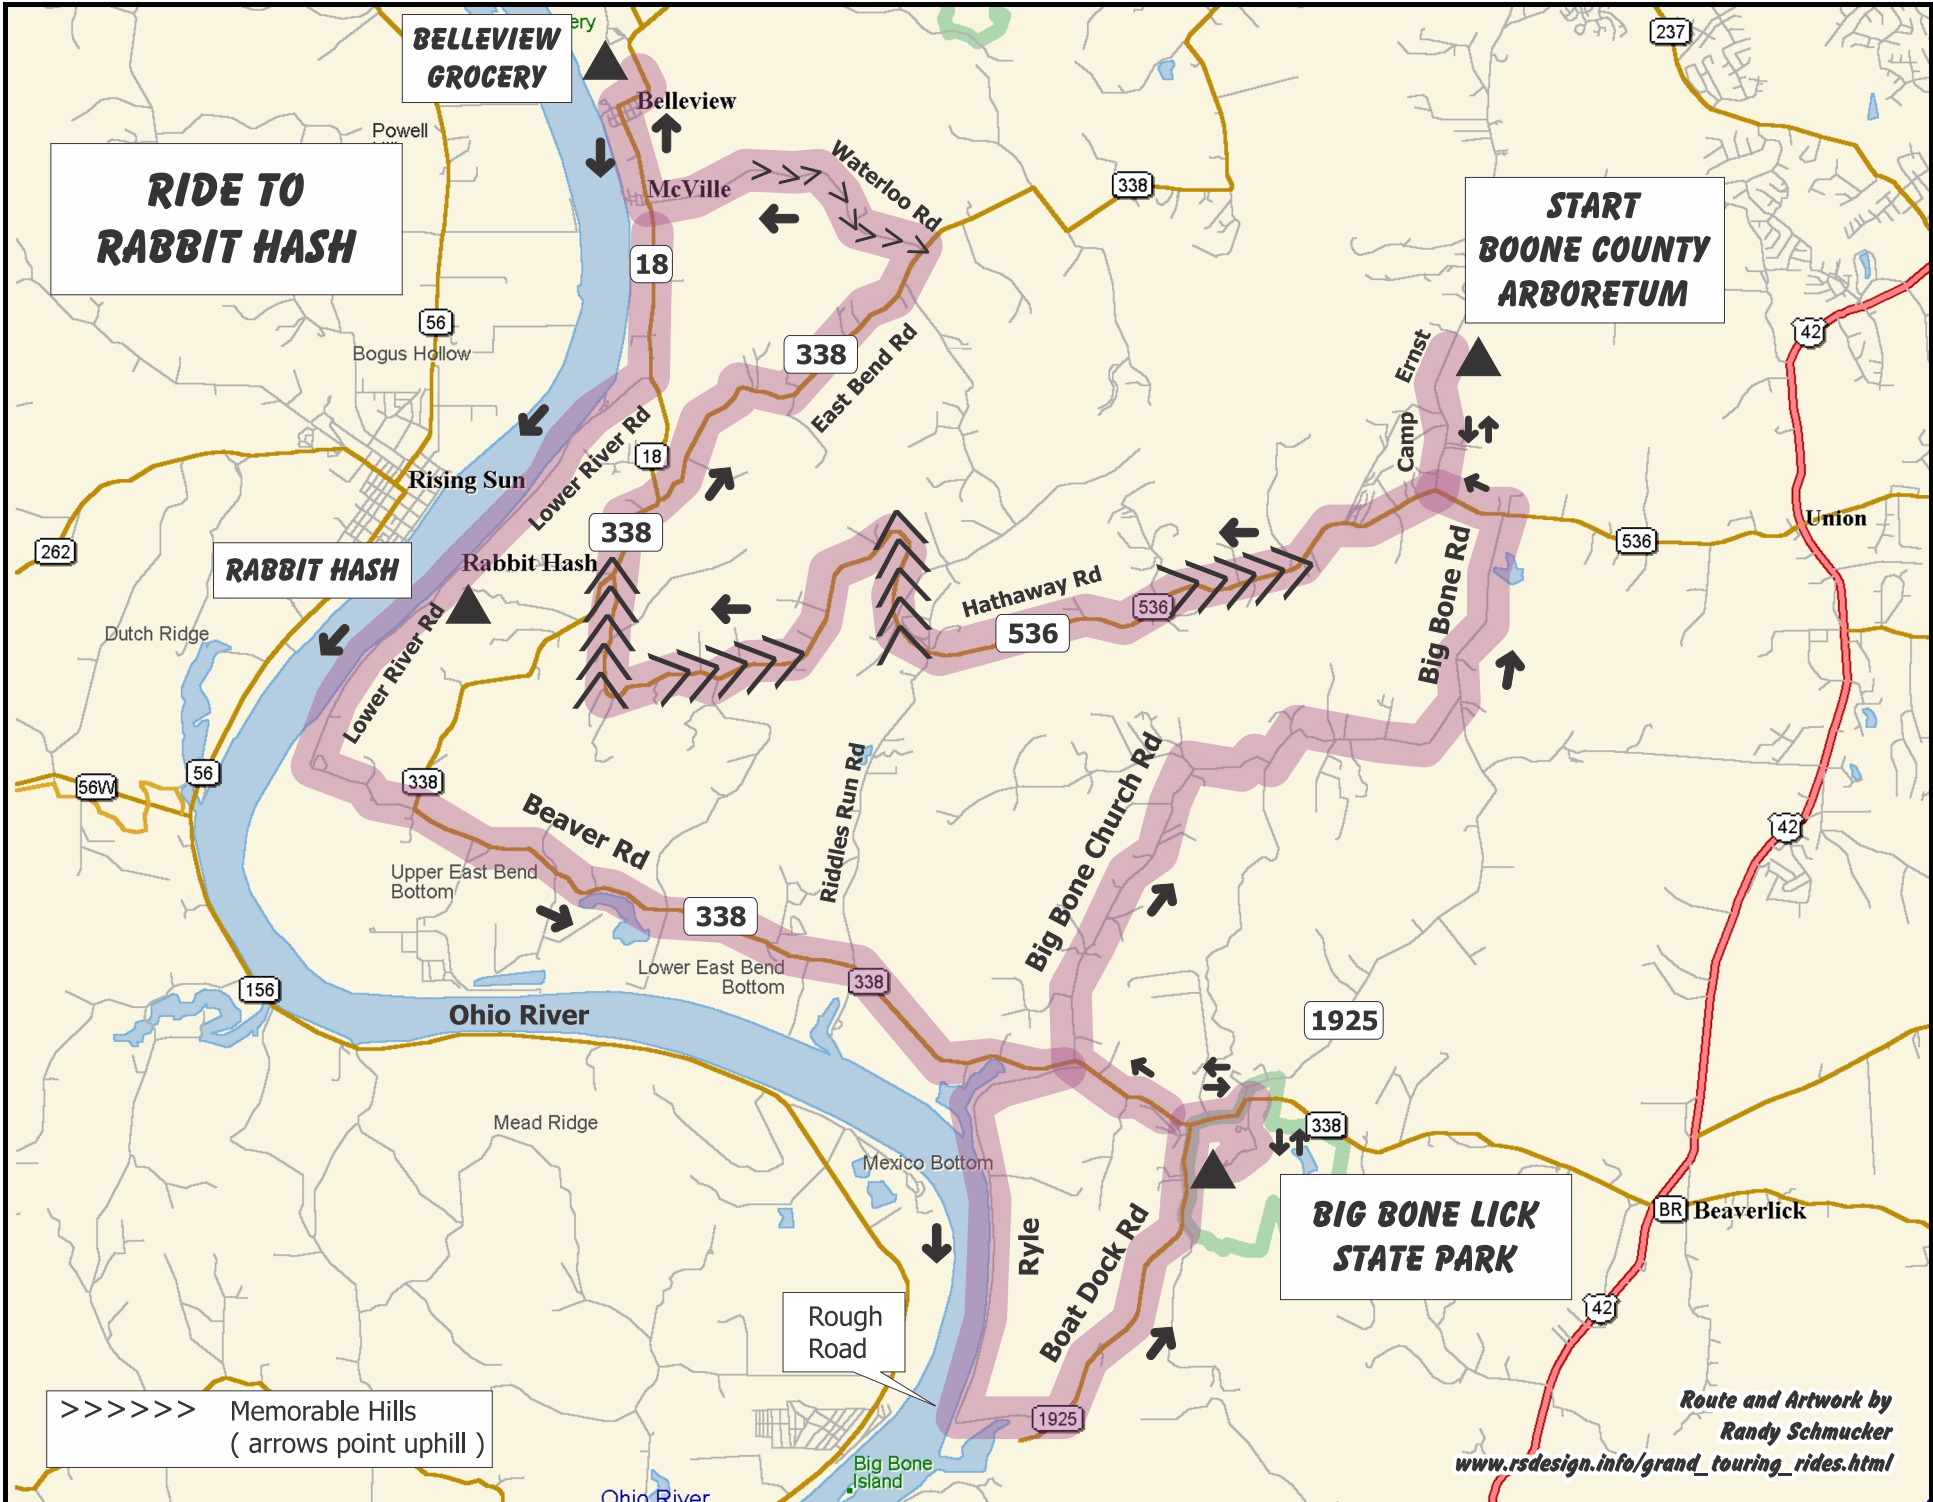 BELLEVIEW
GROCERY
ery
Belleview
237
Powell
RIDE TO
RABBIT HASH
McVille
Waterloo Rd
338
START
BOONE COUNTY
ARBORETUM
18
56
Bogus Hollow
338
East Bend Rd
42
Ernst
Camp
Lower River Rd
18
Rising Sun
262
338
Union
536
RABBIT HASH
Rabbit Hash
Hathaway Rd
536
536
Big Bone Rd
Dutch Ridge
Lower River Rd
56
56W
338
Beaver Rd
Riddles Run Rd
Big Bone Church Rd
42
Upper East Bend
Bottom
338
Lower East Bend
Bottom
338
156
Ohio River
1925
338
Mead Ridge
Mexico Bottom
Ryle
Boat Dock Rd
BIG BONE LICK
STATE PARK
BR
Beaverlick
42
Rough
Road
1925
>>>>>> Memorable Hills
( arrows point uphill )
Big Bone
Island
Ohio River
Route and Artwork by
Randy Schmucker
www.rsdesign.info/grand_touring_rides.html